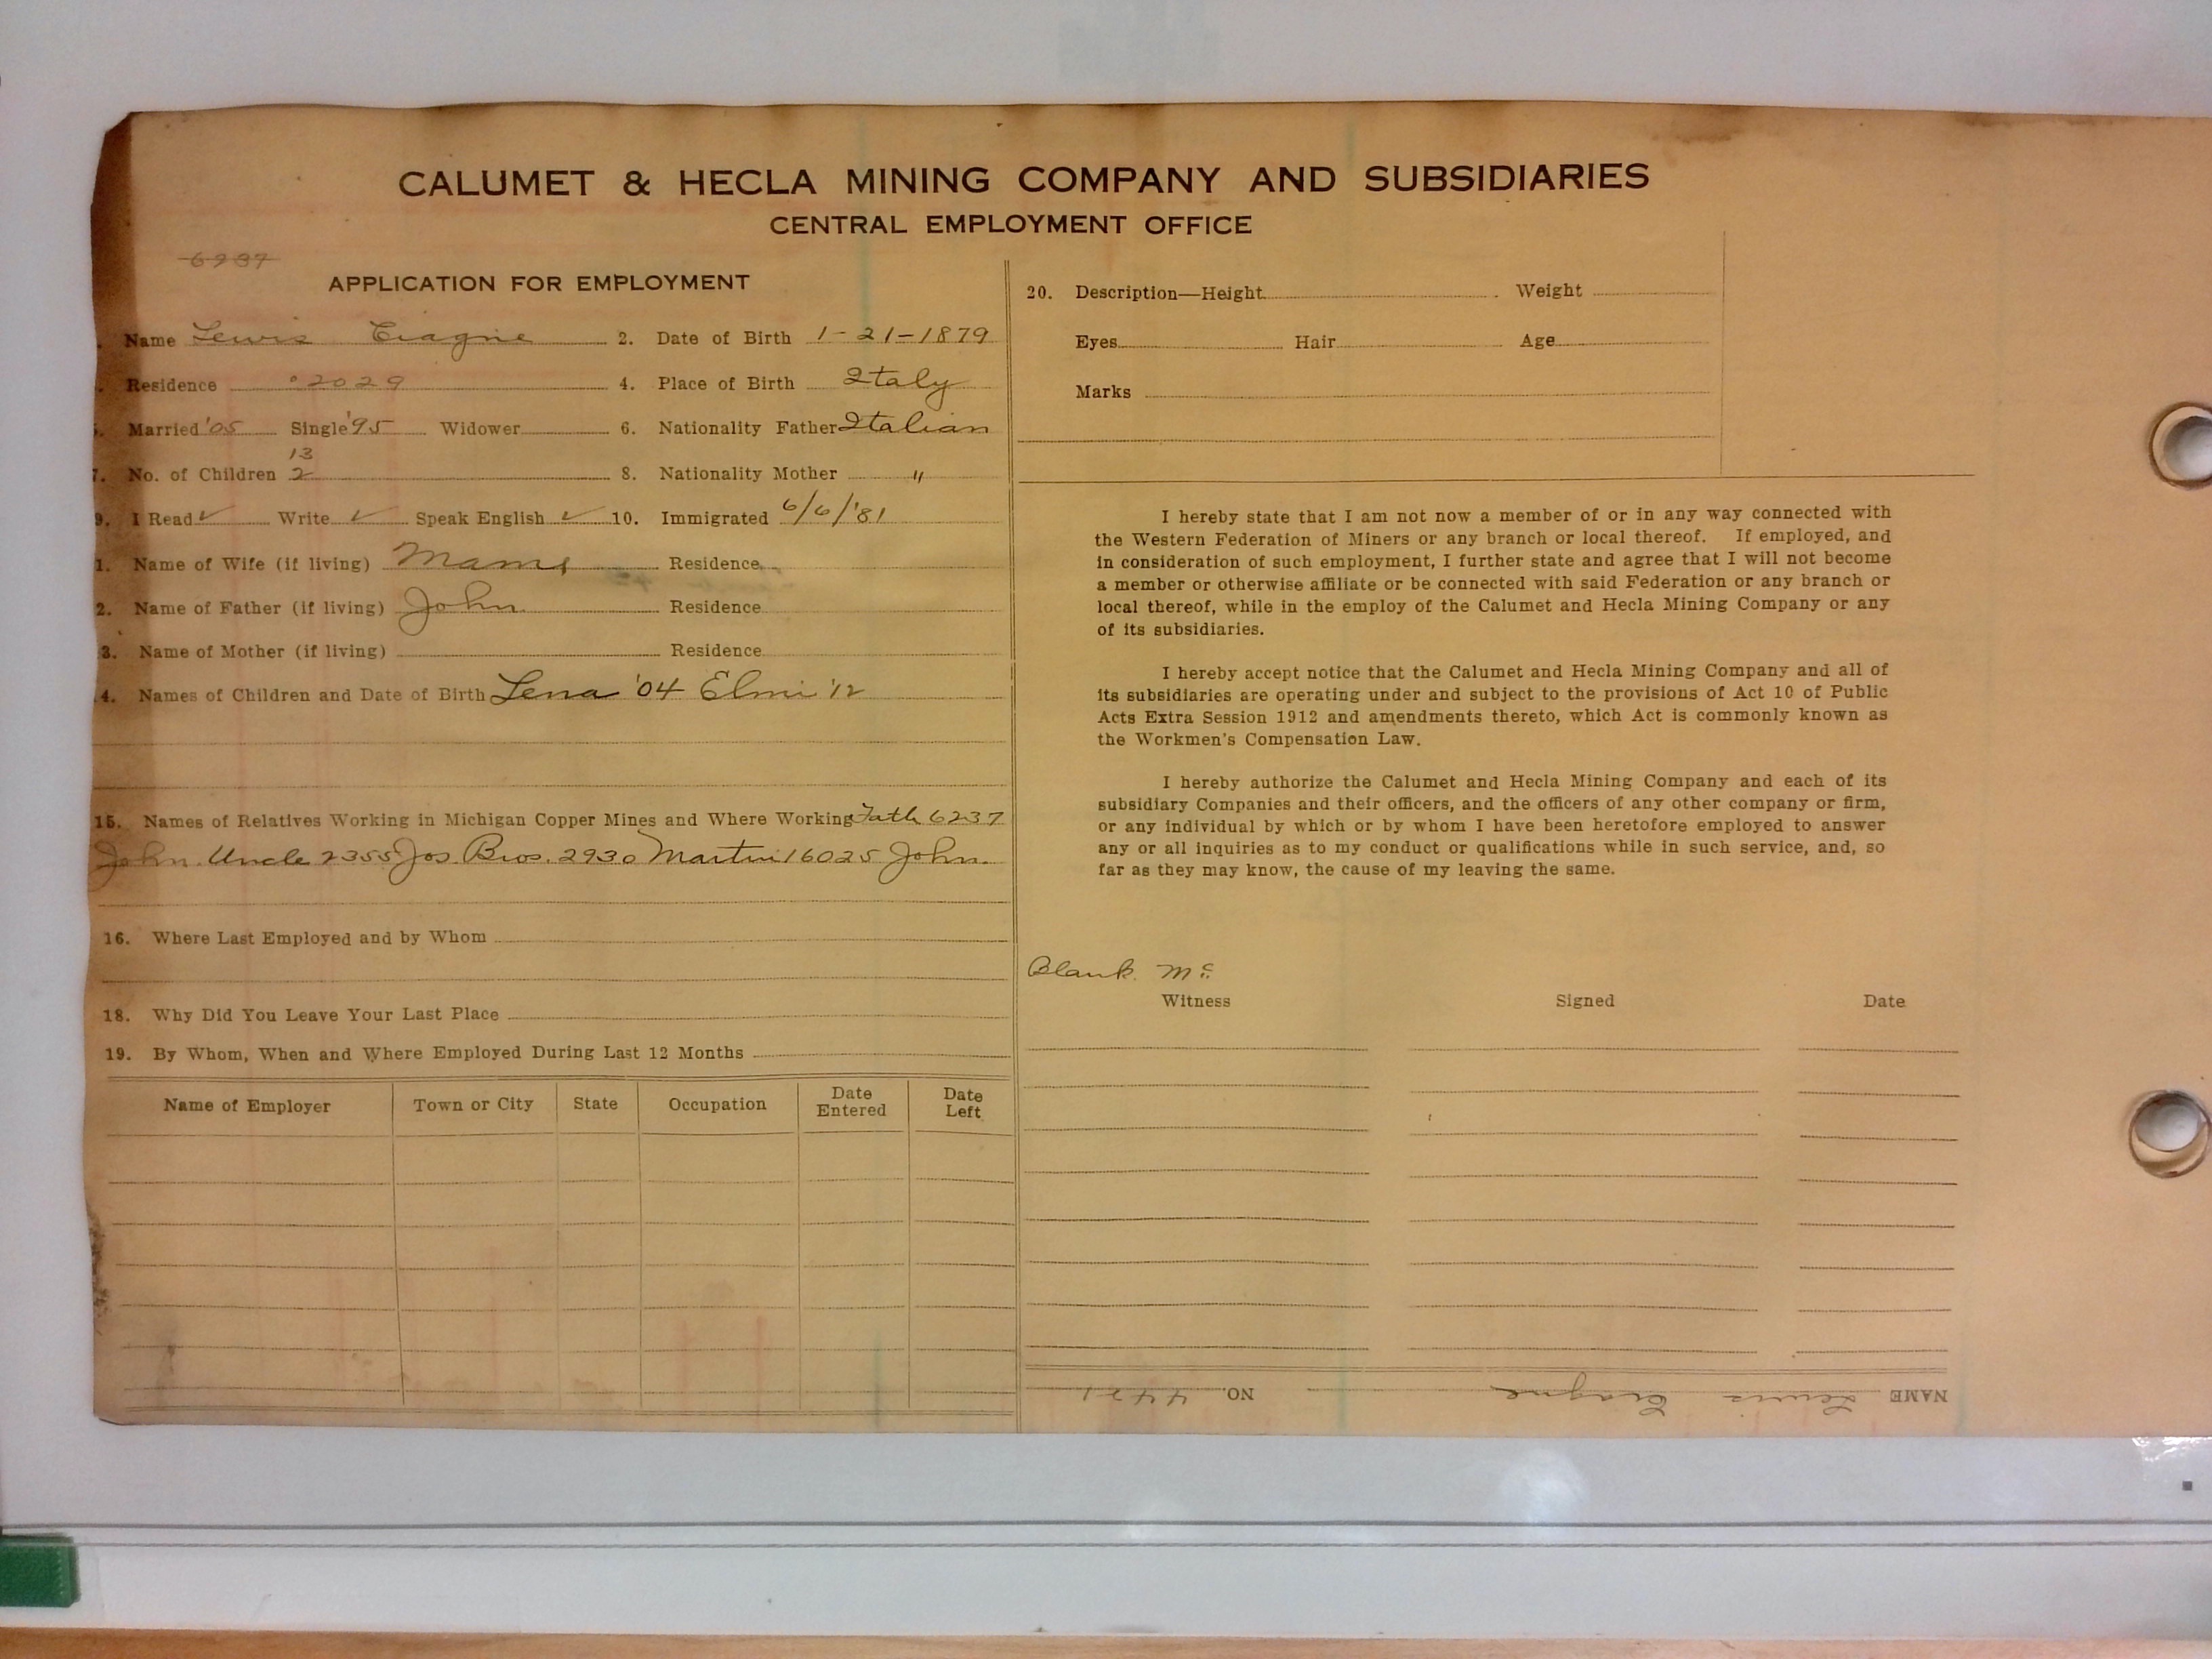 CALUMET & HECLA MINING COMPANY AND SUBSIDIARIES
CENTRAL EMPLOYMENT OFFICE
APPLICATION FOR EMPLOYMENT
. Name Lewis 2. Date of Birth 1-21-1879
. Residence 2029 4. Place of Birth Italy
. Married '05 Single '95 Widower 6. Nationality Father Italian
13
7. No. of Children 2 8. Nationality Mother "
9. I Read ✓ Write ✓ Speak English ✓ 10. Immigrated 6/6/'81
1. Name of Wife (if living) Residence
2. Name of Father (if living) John Residence
3. Name of Mother (if living) Residence
4. Names of Children and Date of Birth Lena '04 '12
15. Names of Relatives Working in Michigan Copper Mines and Where Working Fath 6237
John Uncle 2355 Jos Bros. 2930 Martin 16025 John
16. Where Last Employed and by Whom
18. Why Did You Leave Your Last Place
19. By Whom, When and Where Employed During Last 12 Months
Name of Employer Town or City State Occupation Date Entered Date Left
20. Description—Height Weight
Eyes Hair Age
Marks
I hereby state that I am not now a member of or in any way connected with
the Western Federation of Miners or any branch or local thereof. If employed, and
in consideration of such employment, I further state and agree that I will not become
a member or otherwise affiliate or be connected with said Federation or any branch or
local thereof, while in the employ of the Calumet and Hecla Mining Company or any
of its subsidiaries.
I hereby accept notice that the Calumet and Hecla Mining Company and all of
its subsidiaries are operating under and subject to the provisions of Act 10 of Public
Acts Extra Session 1912 and amendments thereto, which Act is commonly known as
the Workmen's Compensation Law.
I hereby authorize the Calumet and Hecla Mining Company and each of its
subsidiary Companies and their officers, and the officers of any other company or firm,
or any individual by which or by whom I have been heretofore employed to answer
any or all inquiries as to my conduct or qualifications while in such service, and, so
far as they may know, the cause of my leaving the same.
Blank Mc
Witness Signed Date
NAME Lewis NO. 4421